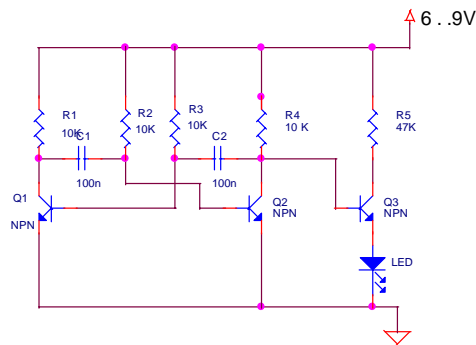 6 . .9V
R1
10K
C1
100n
R2
10K
R3
10K
C2
100n
R4
10 K
R5
47K
Q1
NPN
Q2
NPN
Q3
NPN
LED